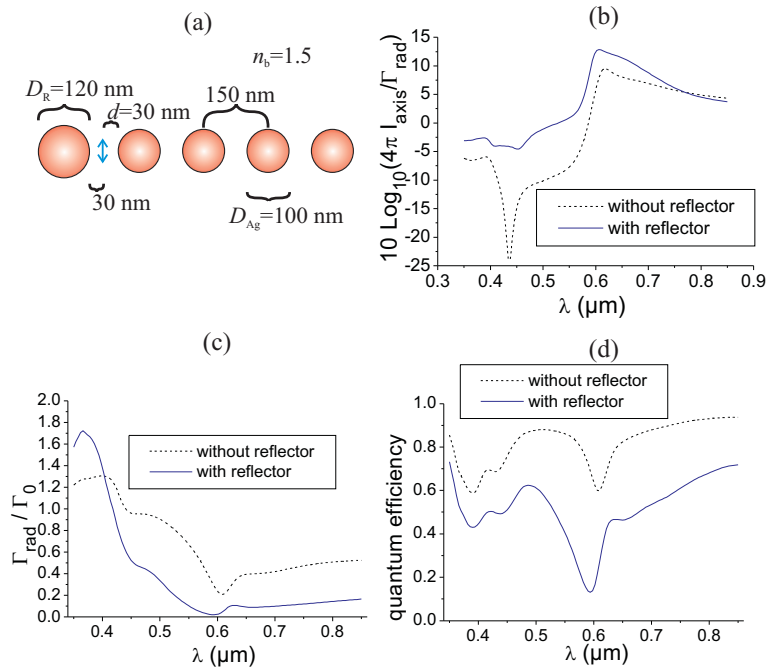 (a)
n_b=1.5
D_R=120 nm
d=30 nm
150 nm
30 nm
D_Ag=100 nm
(b)
10 Log_10(4π I_axis/Γ_rad)
15
10
5
0
-5
-10
-15
-20
-25
without reflector
with reflector
0.3 0.4 0.5 0.6 0.7 0.8 0.9
λ (μm)
(c)
Γ_rad / Γ_0
2.0
1.8
1.6
1.4
1.2
1.0
0.8
0.6
0.4
0.2
0.0
without reflector
with reflector
0.4 0.5 0.6 0.7 0.8
λ (μm)
(d)
without reflector
with reflector
quantum efficiency
1.0
0.8
0.6
0.4
0.2
0.0
0.4 0.5 0.6 0.7 0.8
λ (μm)